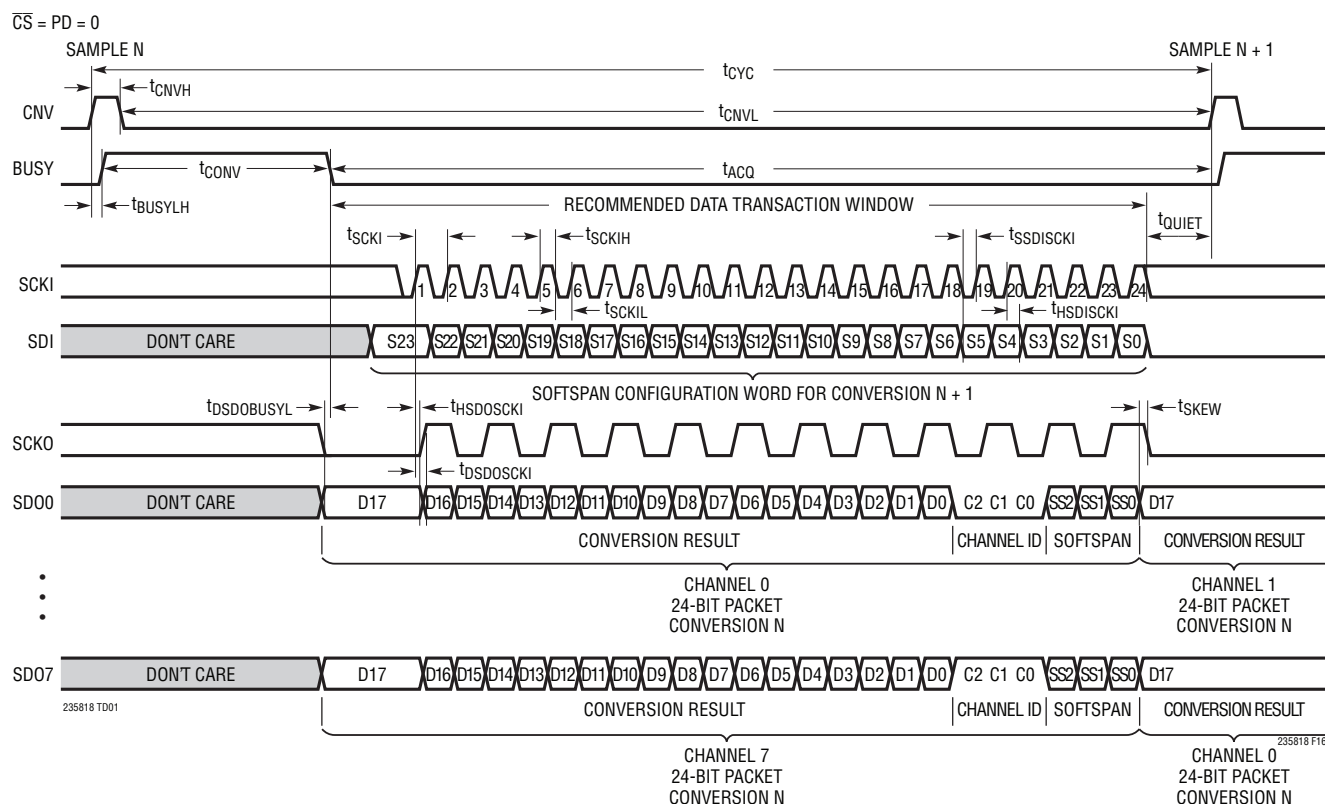 CS = PD = 0
SAMPLE N
SAMPLE N + 1
tCYC
tCNVH
CNV
tCNVL
BUSY
tCONV
tACQ
tBUSYLH
RECOMMENDED DATA TRANSACTION WINDOW
tQUIET
tSCKI
tSCKIH
tSSDISCKI
SCKI
1 2 3 4 5 6 7 8 9 10 11 12 13 14 15 16 17 18 19 20 21 22 23 24
tSCKIL
tHSDISCKI
SDI
DON'T CARE
S23 S22 S21 S20 S19 S18 S17 S16 S15 S14 S13 S12 S11 S10 S9 S8 S7 S6 S5 S4 S3 S2 S1 S0
SOFTSPAN CONFIGURATION WORD FOR CONVERSION N + 1
tDSDOBUSYL
tHSDOSCKI
tSKEW
SCKO
tDSDOSCKI
SDO0
DON'T CARE
D17 D16 D15 D14 D13 D12 D11 D10 D9 D8 D7 D6 D5 D4 D3 D2 D1 D0 C2 C1 C0 SS2 SS1 SS0 D17
CONVERSION RESULT
CHANNEL ID
SOFTSPAN
CONVERSION RESULT
CHANNEL 0
24-BIT PACKET
CONVERSION N
CHANNEL 1
24-BIT PACKET
CONVERSION N
SDO7
DON'T CARE
D17 D16 D15 D14 D13 D12 D11 D10 D9 D8 D7 D6 D5 D4 D3 D2 D1 D0 C2 C1 C0 SS2 SS1 SS0 D17
235818 TD01
CONVERSION RESULT
CHANNEL ID
SOFTSPAN
CONVERSION RESULT
235818 F16
CHANNEL 7
24-BIT PACKET
CONVERSION N
CHANNEL 0
24-BIT PACKET
CONVERSION N